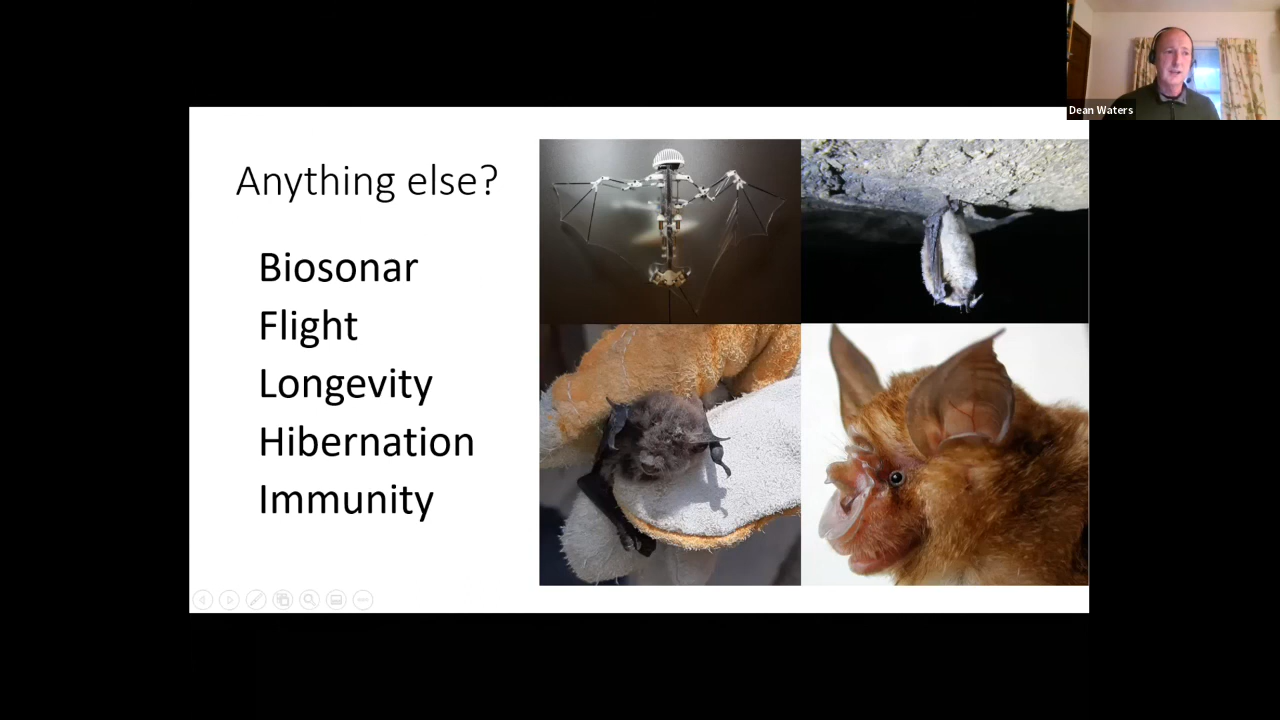 Dean Waters
Anything else?
Biosonar
Flight
Longevity
Hibernation
Immunity